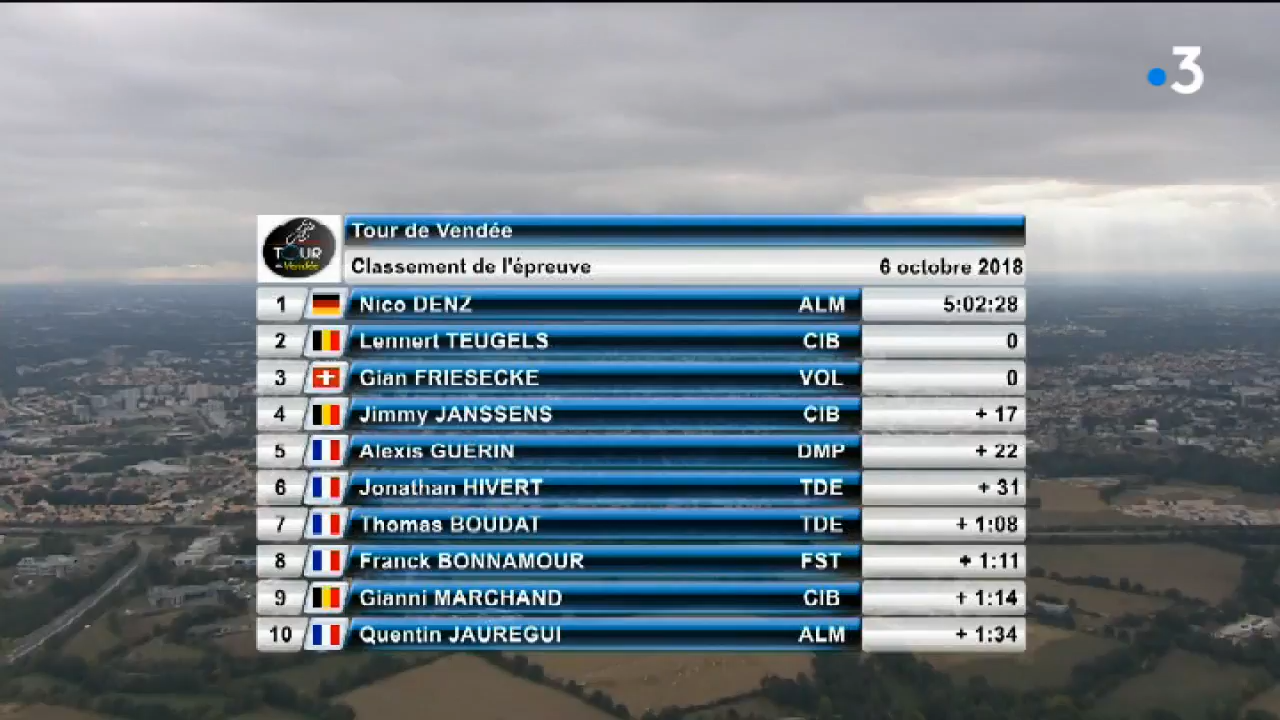 3
TOUR
de Vendée
Tour de Vendée
Classement de l'épreuve 6 octobre 2018
1 Nico DENZ ALM 5:02:28
2 Lennert TEUGELS CIB 0
3 Gian FRIESECKE VOL 0
4 Jimmy JANSSENS CIB + 17
5 Alexis GUERIN DMP + 22
6 Jonathan HIVERT TDE + 31
7 Thomas BOUDAT TDE + 1:08
8 Franck BONNAMOUR FST + 1:11
9 Gianni MARCHAND CIB + 1:14
10 Quentin JAUREGUI ALM + 1:34